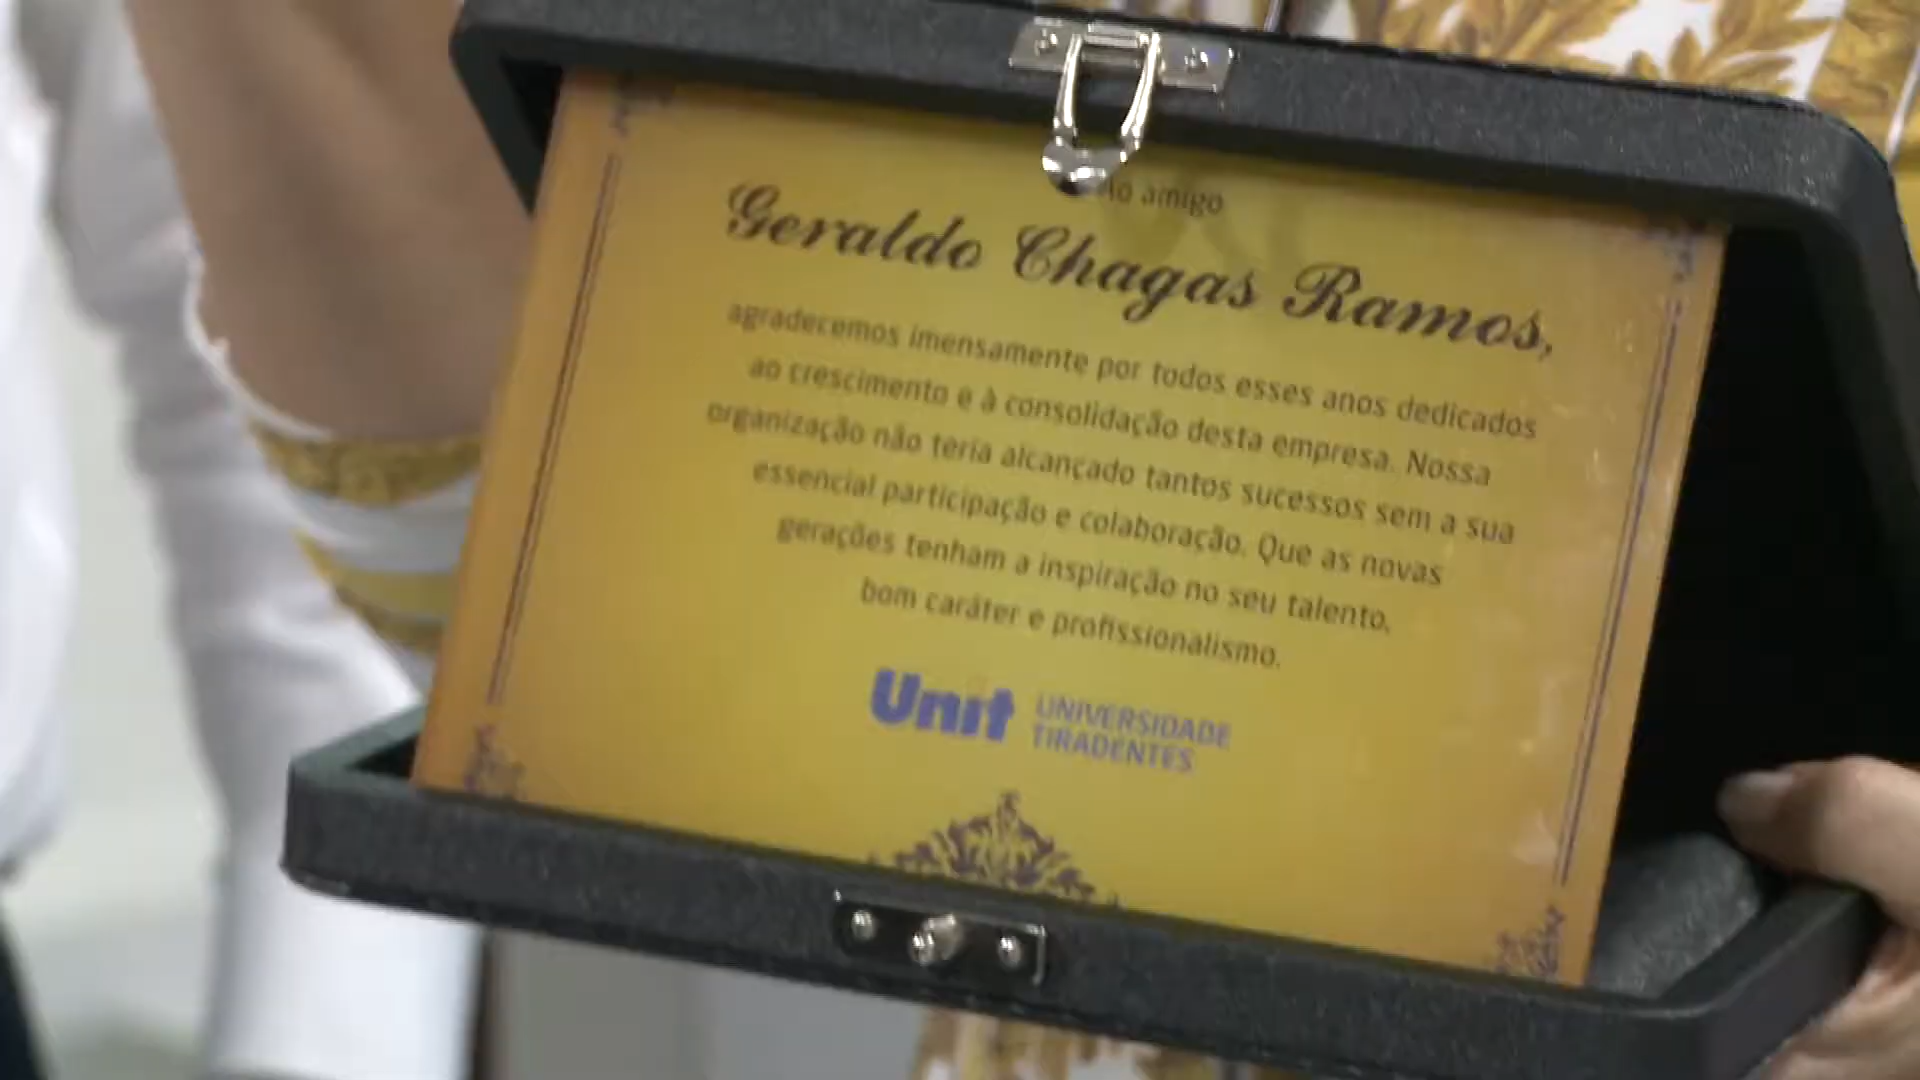 Ao amigo
Geraldo Chagas Ramos,
agradecemos imensamente por todos esses anos dedicados
ao crescimento e à consolidação desta empresa. Nossa
organização não teria alcançado tantos sucessos sem a sua
essencial participação e colaboração. Que as novas
gerações tenham a inspiração no seu talento,
bom caráter e profissionalismo.
Unit UNIVERSIDADE
TIRADENTES